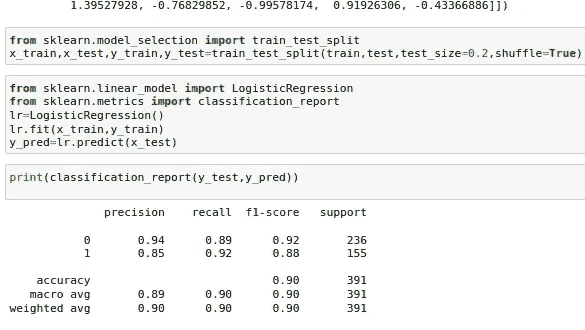 1.39527928, -0.76829852, -0.99578174, 0.91926306, -0.43366886]])
from sklearn.model_selection import train_test_split
x_train,x_test,y_train,y_test=train_test_split(train,test,test_size=0.2,shuffle=True)
from sklearn.linear_model import LogisticRegression
from sklearn.metrics import classification_report
lr=LogisticRegression()
lr.fit(x_train,y_train)
y_pred=lr.predict(x_test)
print(classification_report(y_test,y_pred))
precision recall f1-score support
0 0.94 0.89 0.92 236
1 0.85 0.92 0.88 155
accuracy 0.90 391
macro avg 0.89 0.90 0.90 391
weighted avg 0.90 0.90 0.90 391